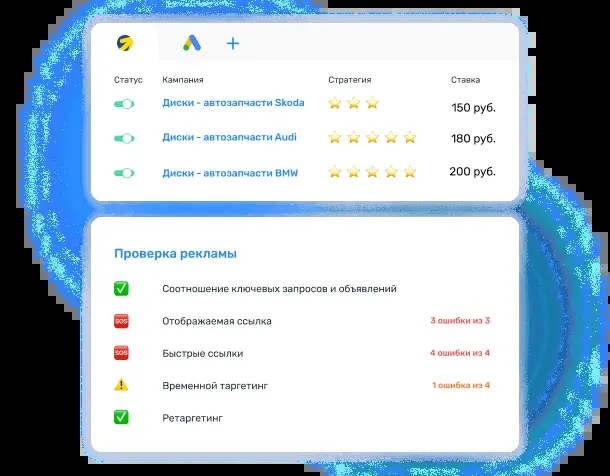 Статус Кампания Стратегия Ставка
Диски - автозапчасти Skoda 150 руб.
Диски - автозапчасти Audi 180 руб.
Диски - автозапчасти BMW 200 руб.
Проверка рекламы
Соотношение ключевых запросов и объявлений
SOS Отображаемая ссылка 3 ошибки из 3
SOS Быстрые ссылки 4 ошибки из 4
Временной таргетинг 1 ошибка из 4
Ретаргетинг